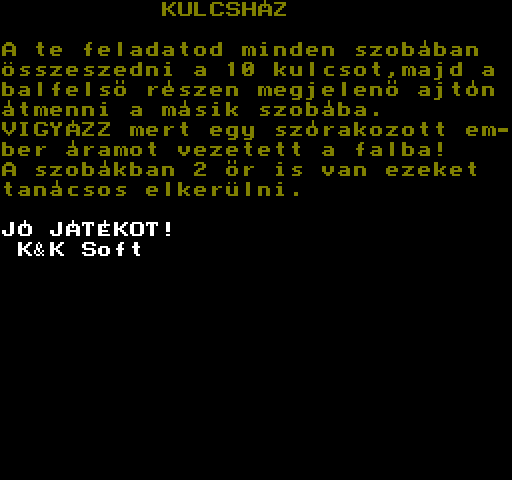 KULCSHÁZ
A te feladatod minden szobában
összeszedni a 10 kulcsot,majd a
balfelsö részen megjelenö ajtón
átmenni a másik szobába.
VIGYÁZZ mert egy szórakozott em-
ber áramot vezetett a falba!
A szobákban 2 ör is van ezeket
tanácsos elkerülni.
JÓ JÁTÉKOT!
K&K Soft